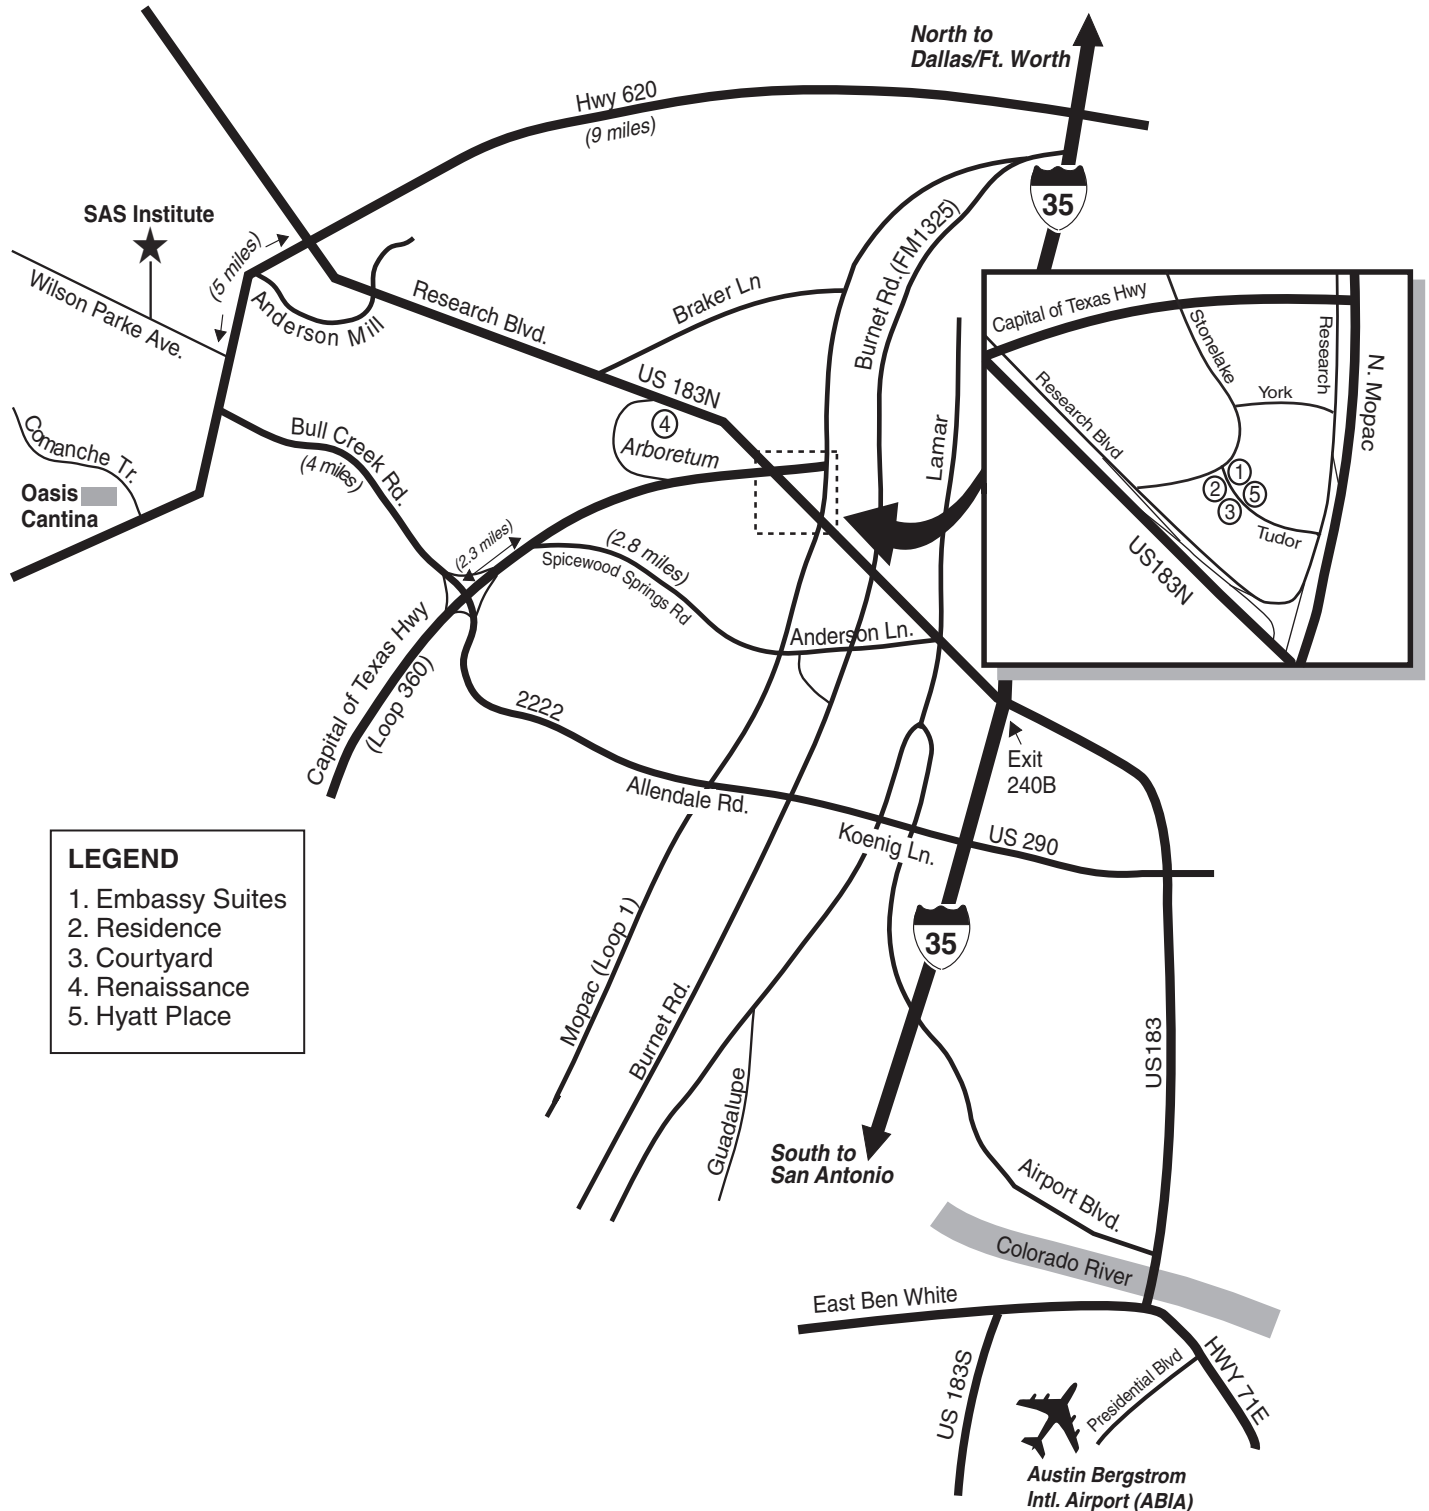 North to
Dallas/Ft. Worth
Hwy 620
(9 miles)
35
SAS Institute
(5 miles)
Wilson Parke Ave.
Anderson Mill
Research Blvd.
Braker Ln
Burnet Rd.(FM1325)
US 183N
4
Arboretum
Lamar
Capital of Texas Hwy
Stonelake
Research
N. Mopac
York
Research Blvd
1
2
5
3
Tudor
US183N
Comanche Tr.
Oasis
Cantina
Bull Creek Rd.
(4 miles)
(2.3 miles)
(2.8 miles)
Spicewood Springs Rd
Anderson Ln.
Capital of Texas Hwy
(Loop 360)
2222
Exit
240B
Allendale Rd.
Koenig Ln.
US 290
LEGEND
1. Embassy Suites
2. Residence
3. Courtyard
4. Renaissance
5. Hyatt Place
35
Mopac (Loop 1)
Burnet Rd.
Guadalupe
US183
South to
San Antonio
Airport Blvd.
Colorado River
East Ben White
US 183S
Presidential Blvd
HWY 71E
Austin Bergstrom
Intl. Airport (ABIA)